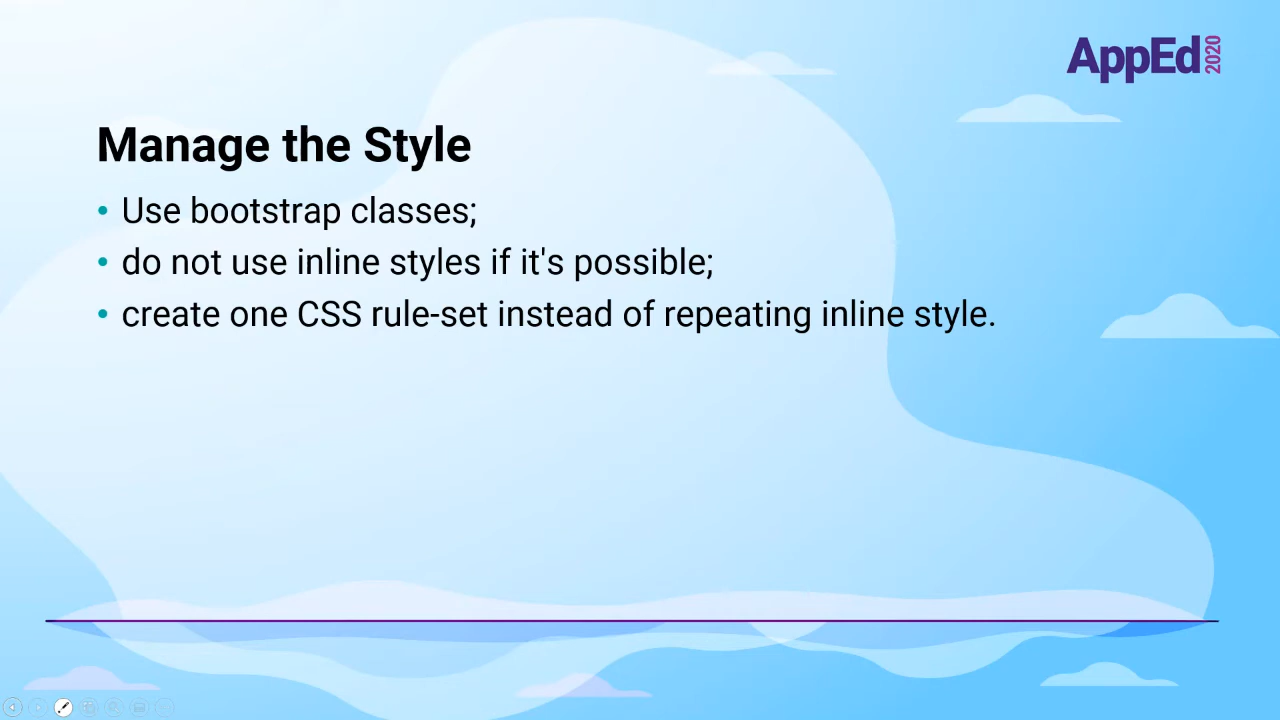 AppEd 2020
Manage the Style
• Use bootstrap classes;
• do not use inline styles if it's possible;
• create one CSS rule-set instead of repeating inline style.